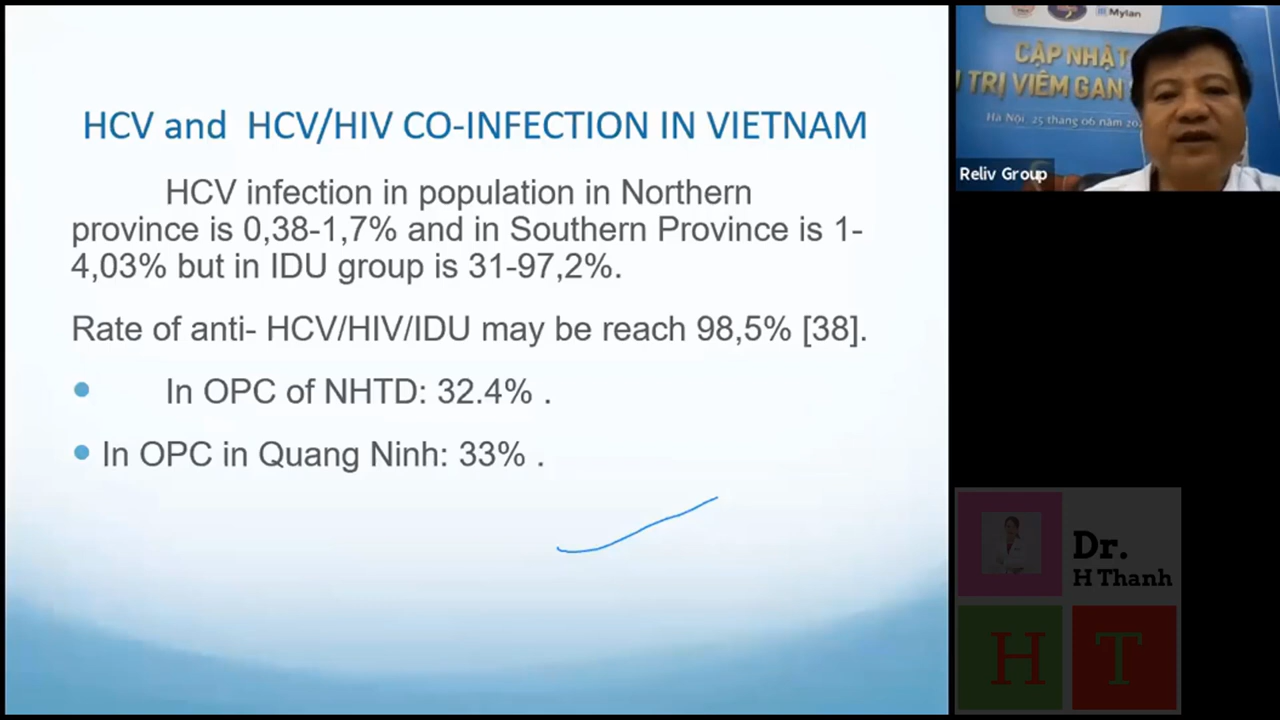 HCV and HCV/HIV CO-INFECTION IN VIETNAM
HCV infection in population in Northern
province is 0,38-1,7% and in Southern Province is 1-
4,03% but in IDU group is 31-97,2%.
Rate of anti- HCV/HIV/IDU may be reach 98,5% [38].
In OPC of NHTD: 32.4% .
In OPC in Quang Ninh: 33% .
Mylan
CẬP NHẬT
TRỊ VIÊM GAN
Hà Nội, 25 tháng 06 năm
Reliv Group
Dr.
H Thanh
H T